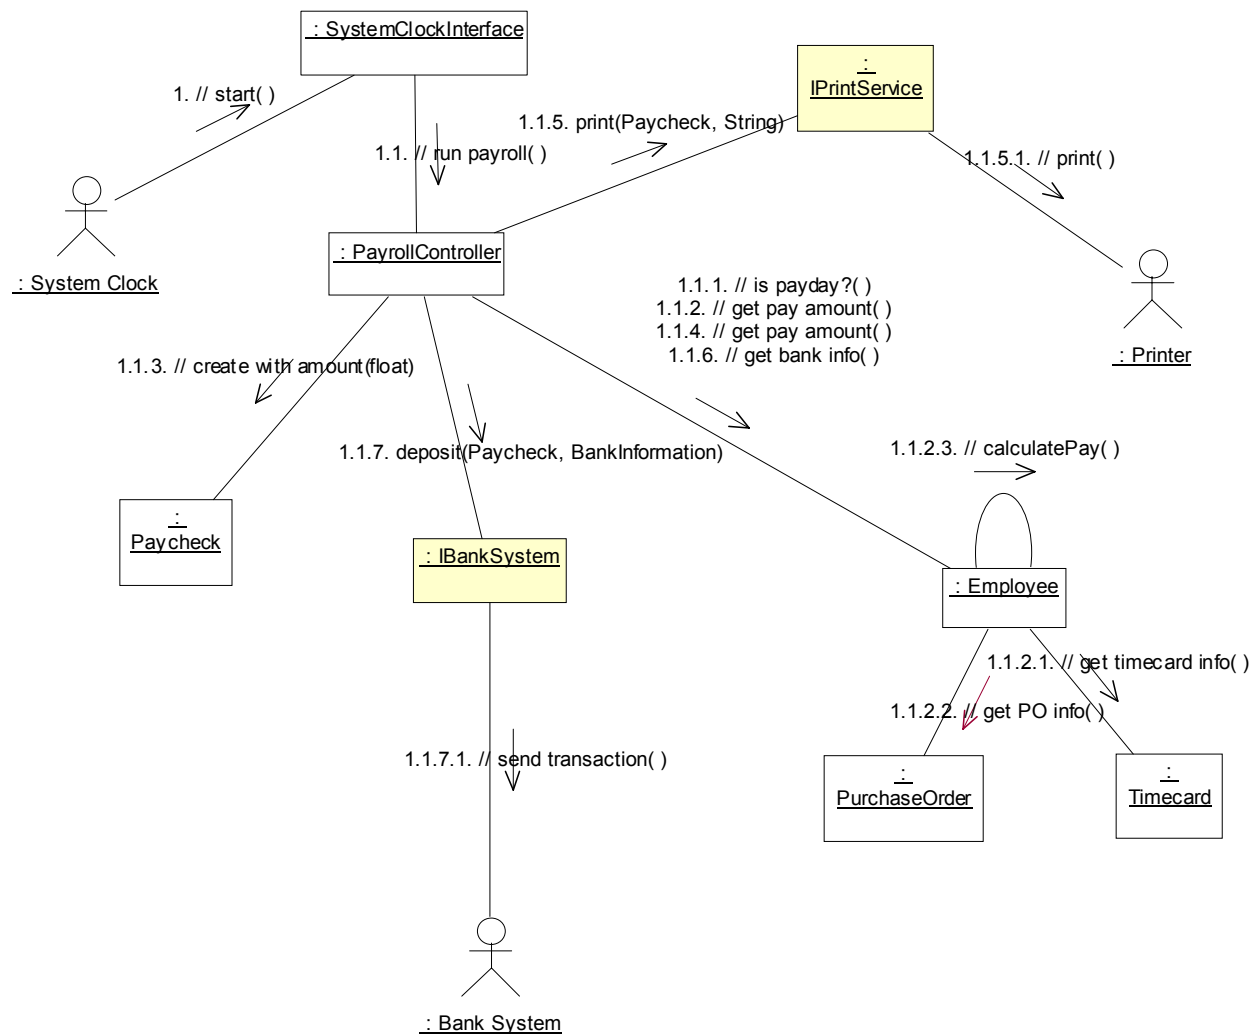 : SystemClockInterface
:
IPrintService
1. // start( )
1.1.5. print(Paycheck, String)
1.1. // run payroll( )
1.1.5.1. // print( )
: PayrollController
: System Clock
1.1.1. // is payday?( )
1.1.2. // get pay amount( )
1.1.4. // get pay amount( )
1.1.6. // get bank info( )
: Printer
1.1.3. // create with amount(float)
1.1.7. deposit(Paycheck, BankInformation)
1.1.2.3. // calculatePay( )
:
Paycheck
: IBankSystem
: Employee
1.1.2.1. // get timecard info( )
1.1.2.2. // get PO info( )
1.1.7.1. // send transaction( )
:
PurchaseOrder
:
Timecard
: Bank System